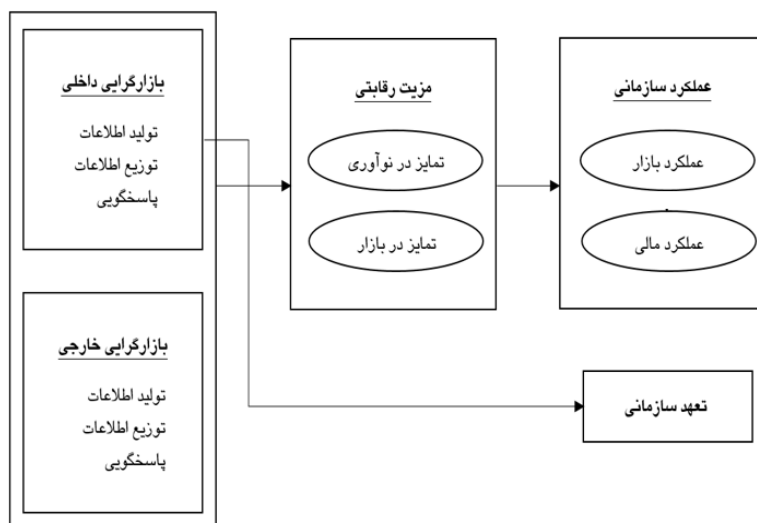 بازارگرایی داخلی
تولید اطلاعات
توزیع اطلاعات
پاسخگویی
بازارگرایی خارجی
تولید اطلاعات
توزیع اطلاعات
پاسخگویی
مزیت رقابتی
تمایز در نوآوری
تمایز در بازار
عملکرد سازمانی
عملکرد بازار
عملکرد مالی
تعهد سازمانی